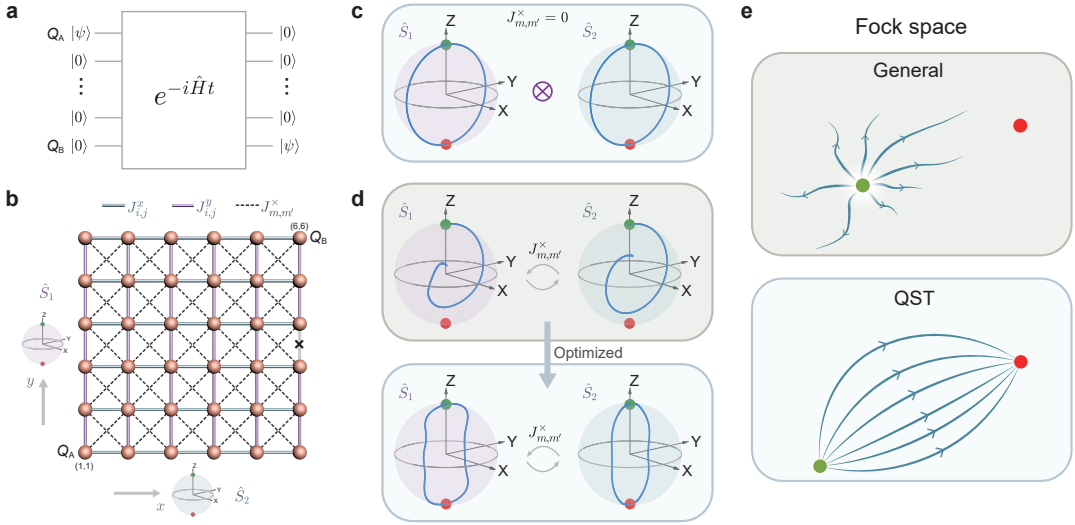 a
Q_A |ψ⟩ |0⟩
|0⟩ |0⟩
⋮ e^{-iĤt} ⋮
|0⟩ |0⟩
Q_B |0⟩ |ψ⟩
b
J^x_{i,j} J^y_{i,j} J^×_{m,m'}
(6,6)
Q_B
Ŝ_1
Z
Y
X
y
Q_A
(1,1)
x
Z
Y
X
Ŝ_2
c
J^×_{m,m'} = 0
Ŝ_1 Z Ŝ_2 Z
Y Y
X X
d
Ŝ_1 Z Ŝ_2 Z
J^×_{m,m'}
Y Y
X X
Optimized
Ŝ_1 Z Ŝ_2 Z
J^×_{m,m'}
Y Y
X X
e
Fock space
General
QST